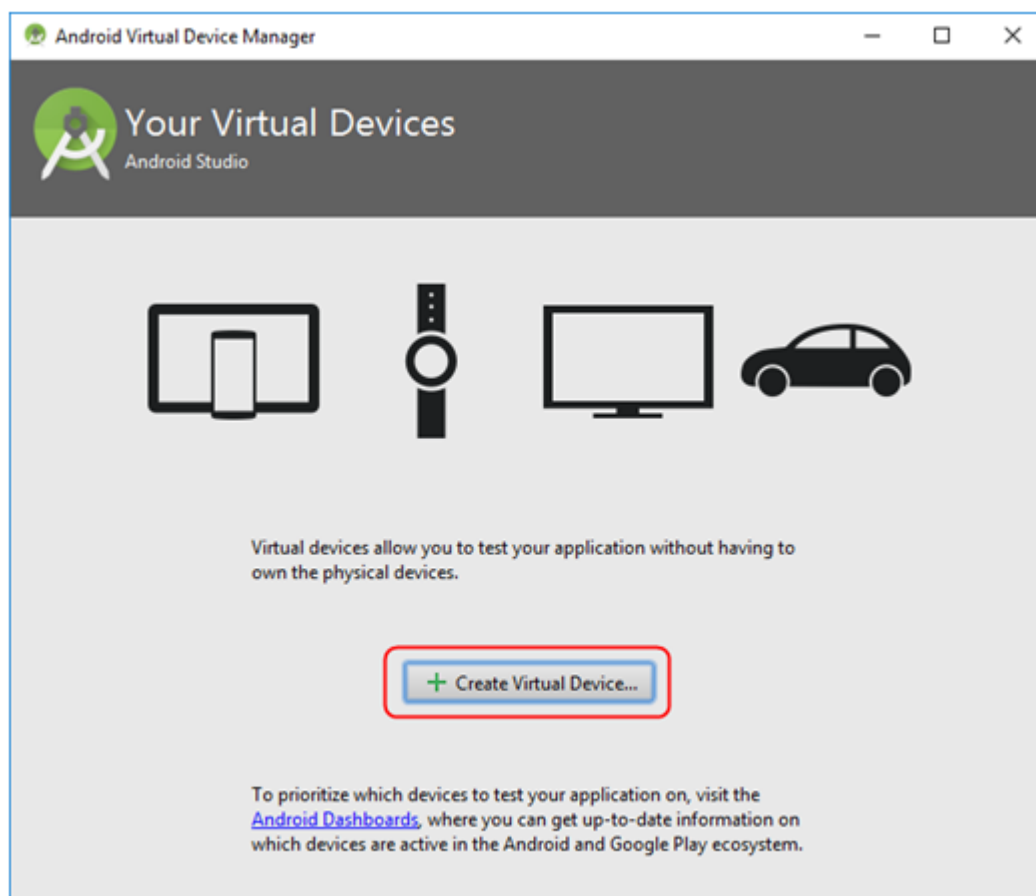 Android Virtual Device Manager
Your Virtual Devices
Android Studio
Virtual devices allow you to test your application without having to
own the physical devices.
Create Virtual Device...
To prioritize which devices to test your application on, visit the
Android Dashboards, where you can get up-to-date information on
which devices are active in the Android and Google Play ecosystem.